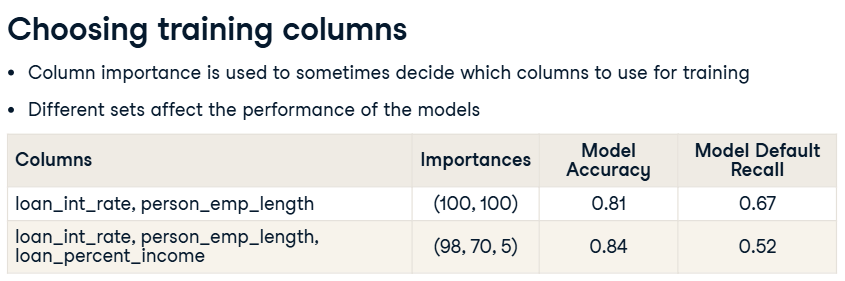 Choosing training columns
• Column importance is used to sometimes decide which columns to use for training
• Different sets affect the performance of the models
Columns Importances Model Accuracy Model Default Recall
loan_int_rate, person_emp_length (100, 100) 0.81 0.67
loan_int_rate, person_emp_length, loan_percent_income (98, 70, 5) 0.84 0.52